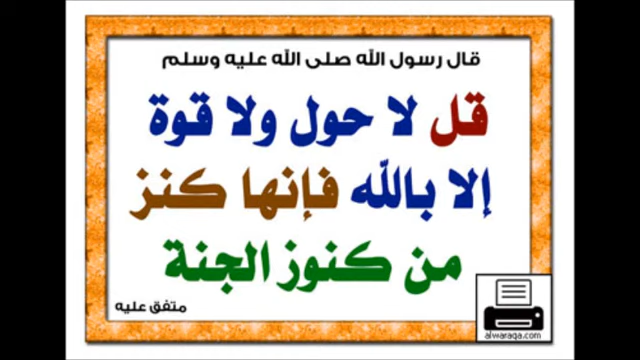 قال رسول الله صلى الله عليه وسلم
قل لا حول ولا قوة
إلا بالله فإنها كنز
من كنوز الجنة
متفق عليه
alwaraqa.com